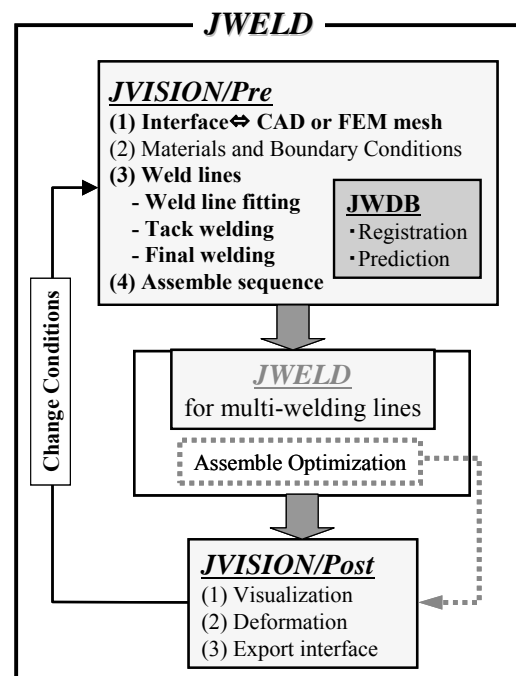 JWELD
JVISION/Pre
(1) Interface⇔ CAD or FEM mesh
(2) Materials and Boundary Conditions
(3) Weld lines
- Weld line fitting
- Tack welding
- Final welding
(4) Assemble sequence
JWDB
・Registration
・Prediction
Change Conditions
JWELD
for multi-welding lines
Assemble Optimization
JVISION/Post
(1) Visualization
(2) Deformation
(3) Export interface